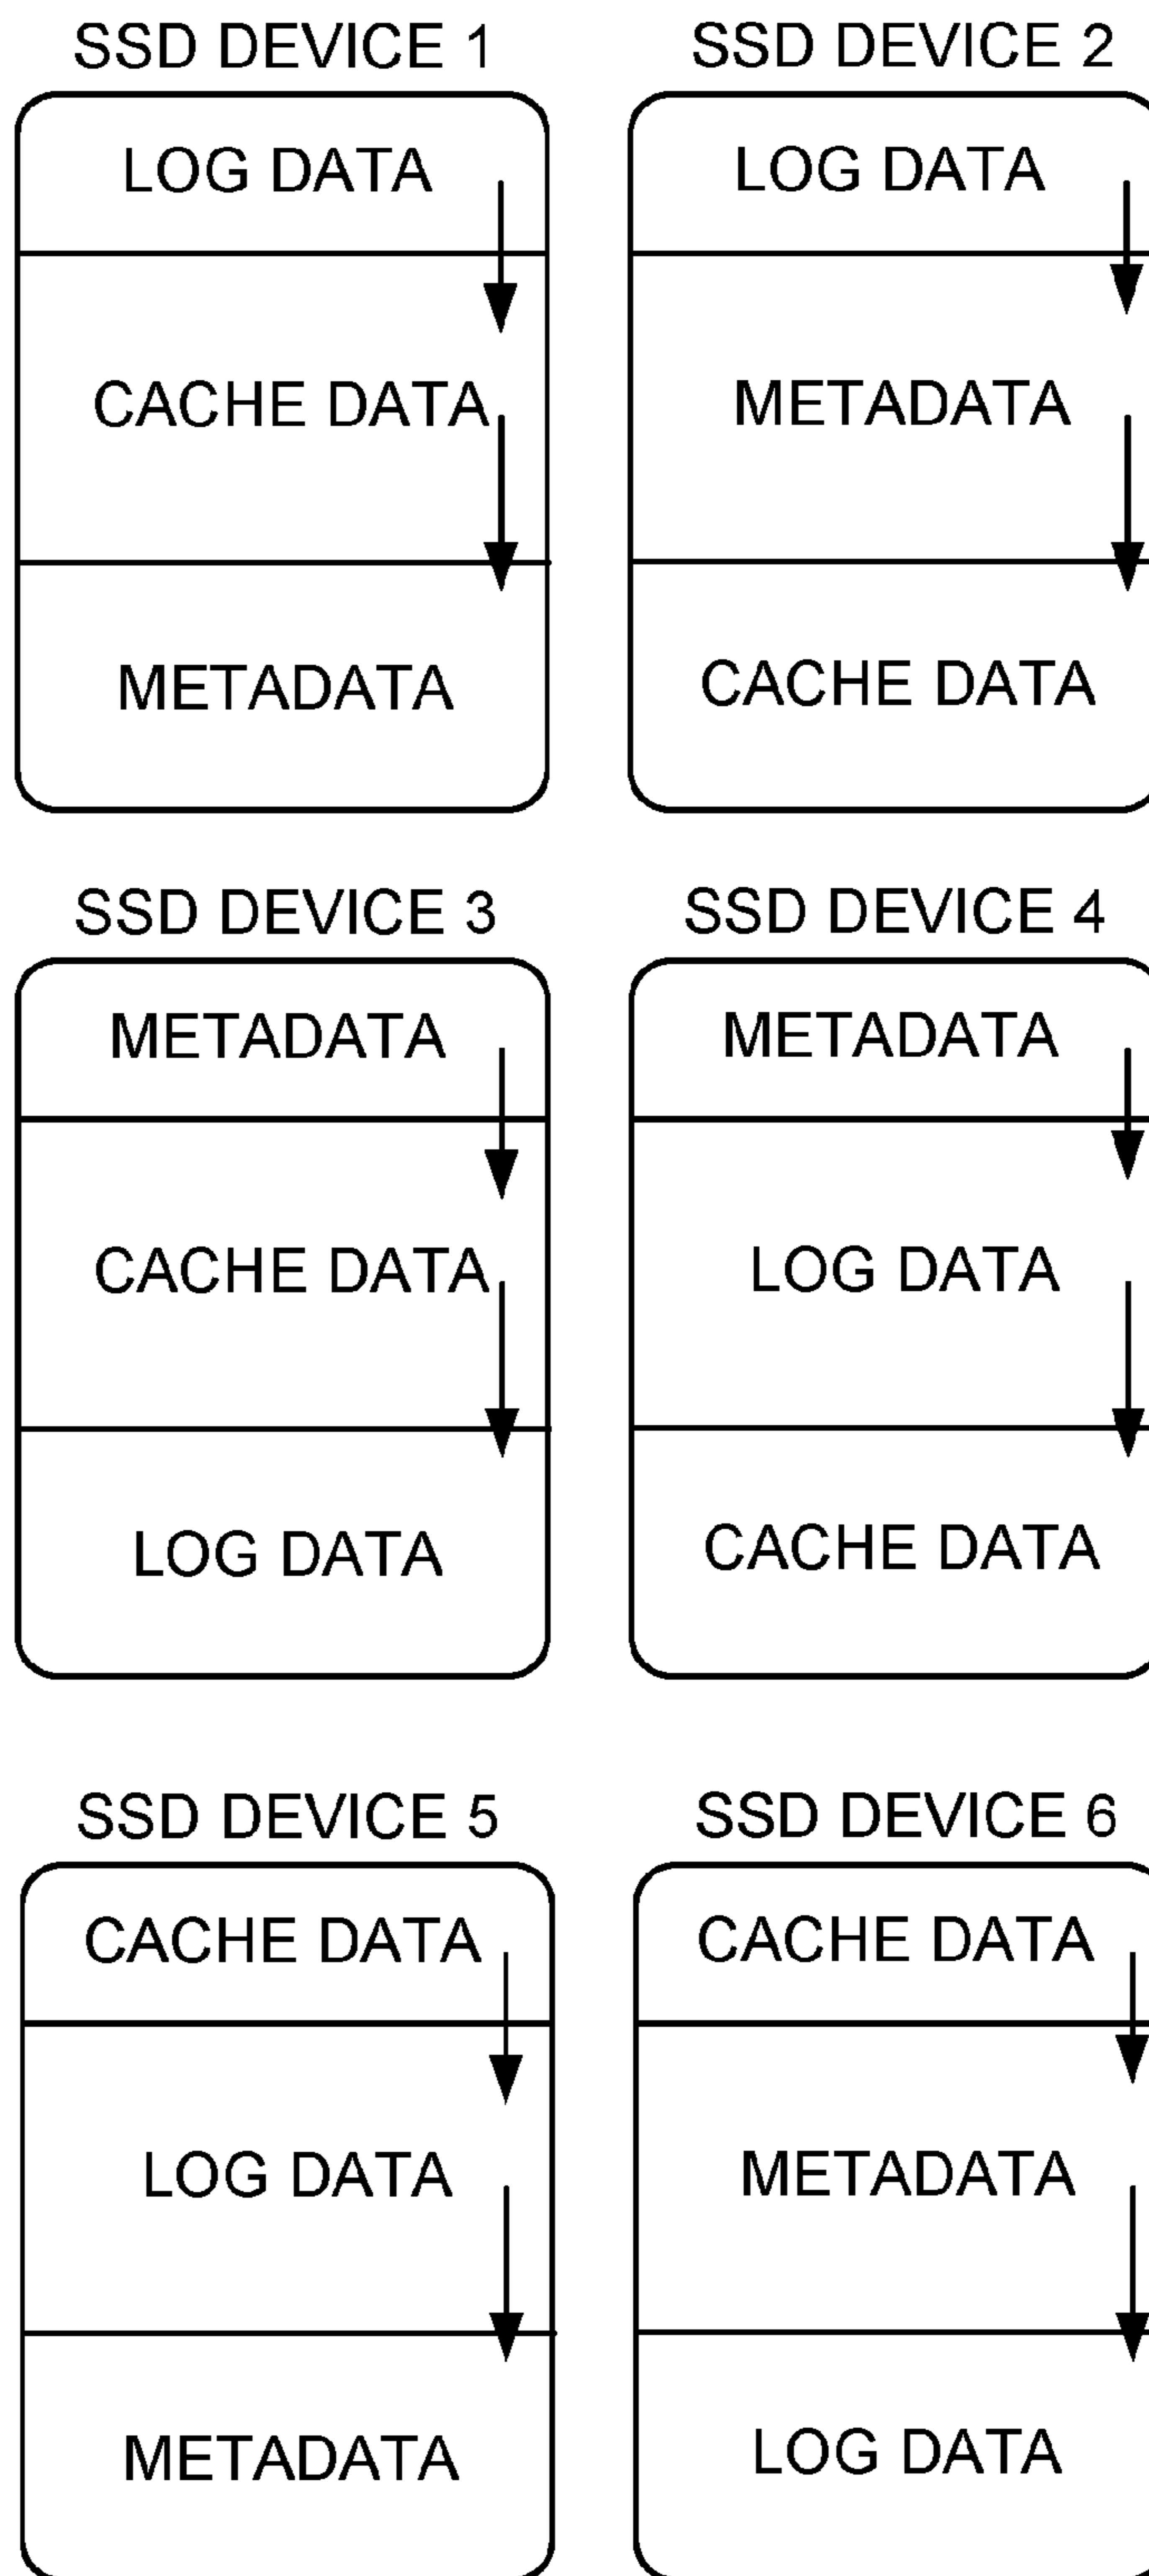 SSD DEVICE 1
LOG DATA
CACHE DATA
METADATA
SSD DEVICE 2
LOG DATA
METADATA
CACHE DATA
SSD DEVICE 3
METADATA
CACHE DATA
LOG DATA
SSD DEVICE 4
METADATA
LOG DATA
CACHE DATA
SSD DEVICE 5
CACHE DATA
LOG DATA
METADATA
SSD DEVICE 6
CACHE DATA
METADATA
LOG DATA